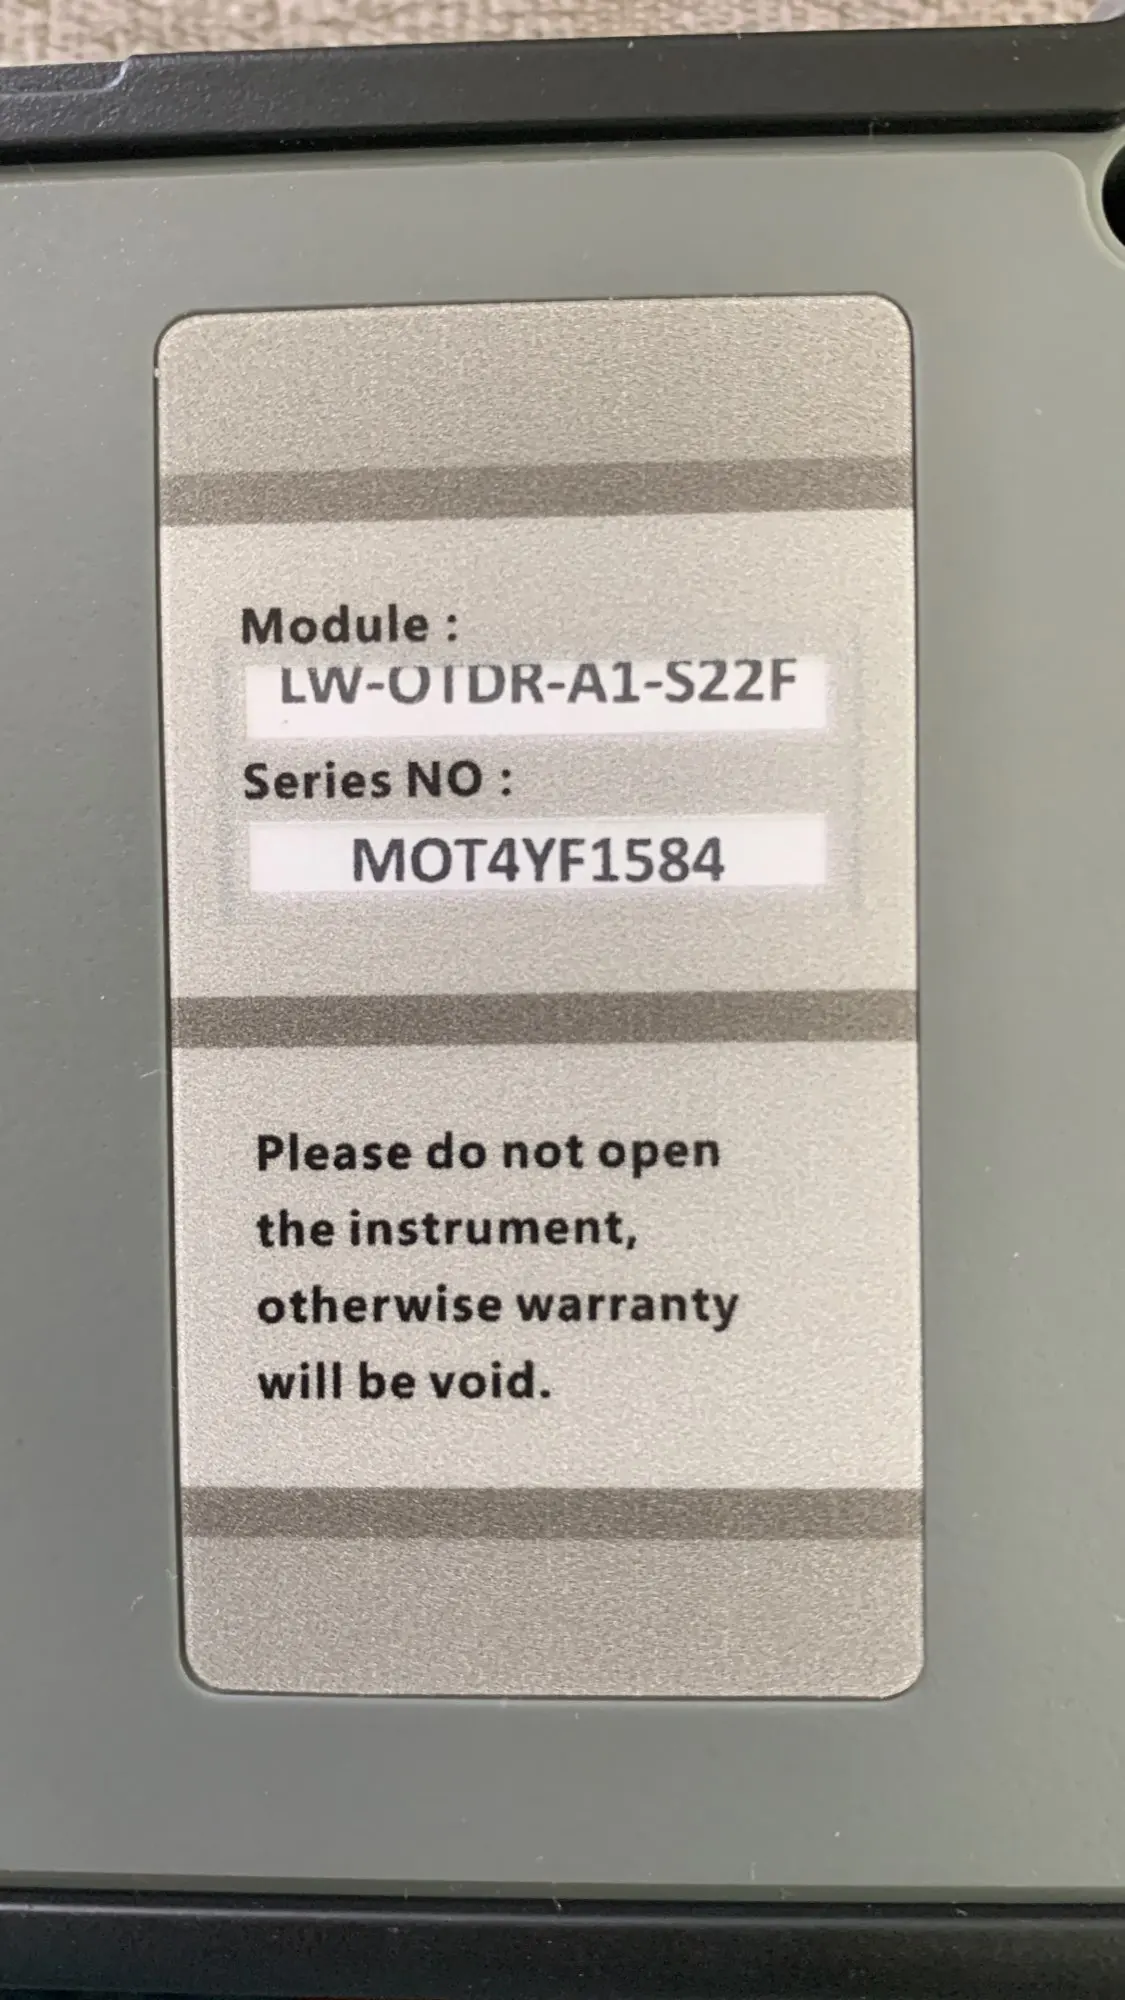 Module :
LW-OTDR-A1-S22F
Series NO :
MOT4YF1584
Please do not open
the instrument,
otherwise warranty
will be void.